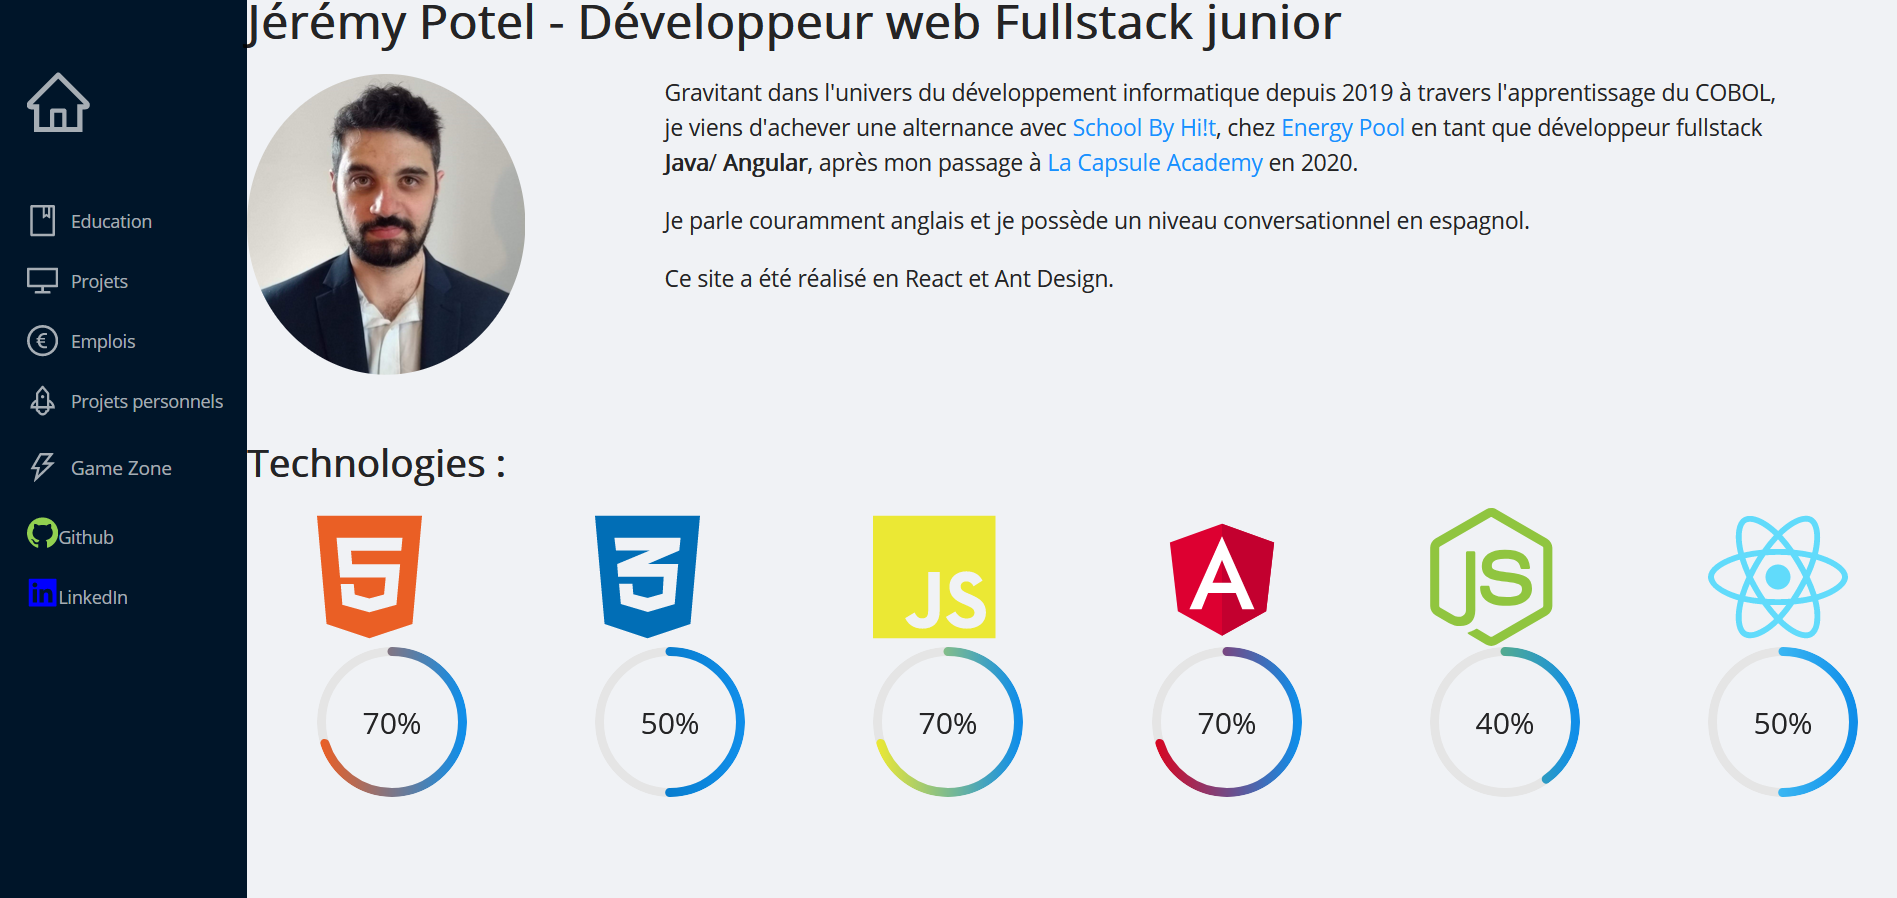 Jérémy Potel - Développeur web Fullstack junior
Gravitant dans l'univers du développement informatique depuis 2019 à travers l'apprentissage du COBOL,
je viens d'achever une alternance avec School By Hi!t, chez Energy Pool en tant que développeur fullstack
Java/ Angular, après mon passage à La Capsule Academy en 2020.
Je parle couramment anglais et je possède un niveau conversationnel en espagnol.
Ce site a été réalisé en React et Ant Design.
Education
Projets
€ Emplois
Projets personnels
Game Zone
Github
in LinkedIn
Technologies :
5 3 JS A JS
70% 50% 70% 70% 40% 50%